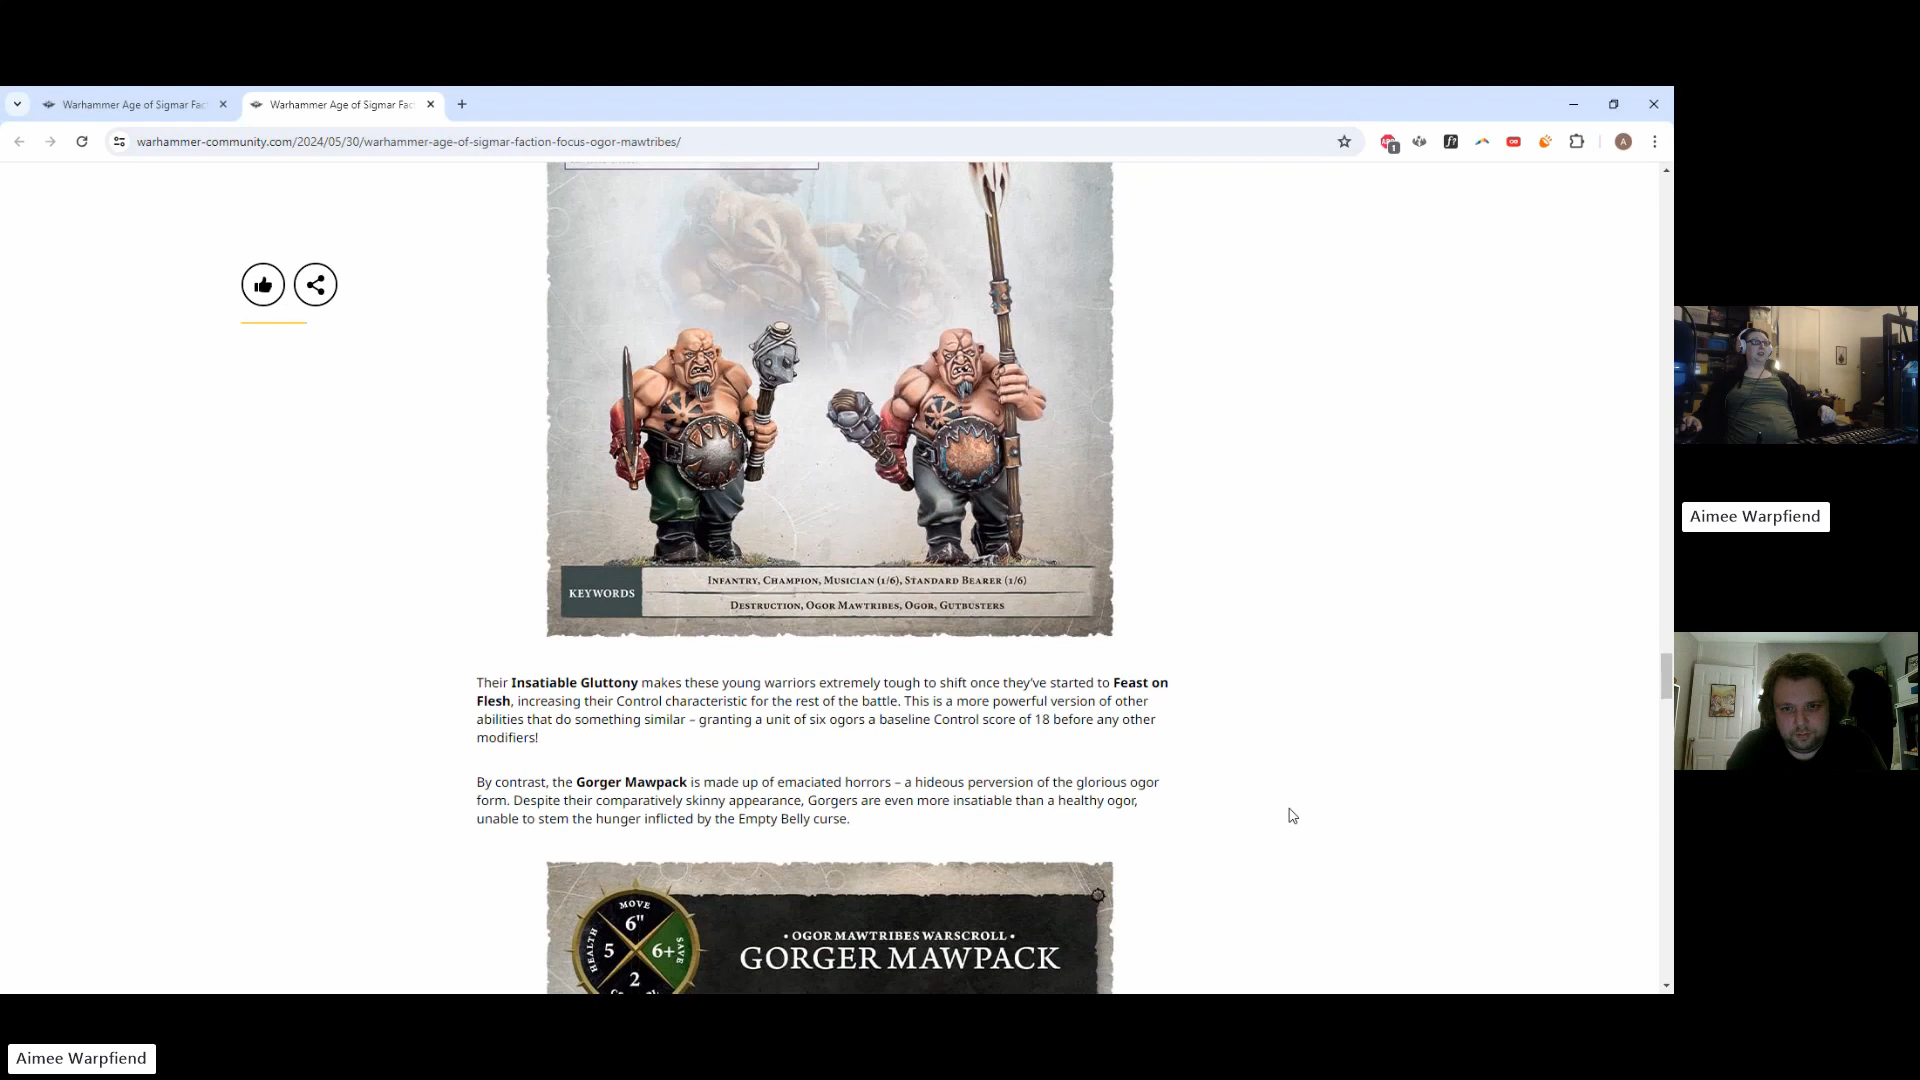 Warhammer Age of Sigmar Fac
Warhammer Age of Sigmar Fac
warhammer-community.com/2024/05/30/warhammer-age-of-sigmar-faction-focus-ogor-mawtribes/
1
f?
A
KEYWORDS
INFANTRY, CHAMPION, MUSICIAN (1/6), STANDARD BEARER (1/6)
DESTRUCTION, OGOR MAWTRIBES, OGOR, GUTBUSTERS
Their Insatiable Gluttony makes these young warriors extremely tough to shift once they've started to Feast on
Flesh, increasing their Control characteristic for the rest of the battle. This is a more powerful version of other
abilities that do something similar – granting a unit of six ogors a baseline Control score of 18 before any other
modifiers!
By contrast, the Gorger Mawpack is made up of emaciated horrors – a hideous perversion of the glorious ogor
form. Despite their comparatively skinny appearance, Gorgers are even more insatiable than a healthy ogor,
unable to stem the hunger inflicted by the Empty Belly curse.
MOVE
6"
HEALTH
5
6+
SAVE
2
• OGOR MAWTRIBES WARSCROLL •
GORGER MAWPACK
Aimee Warpfiend
Aimee Warpfiend